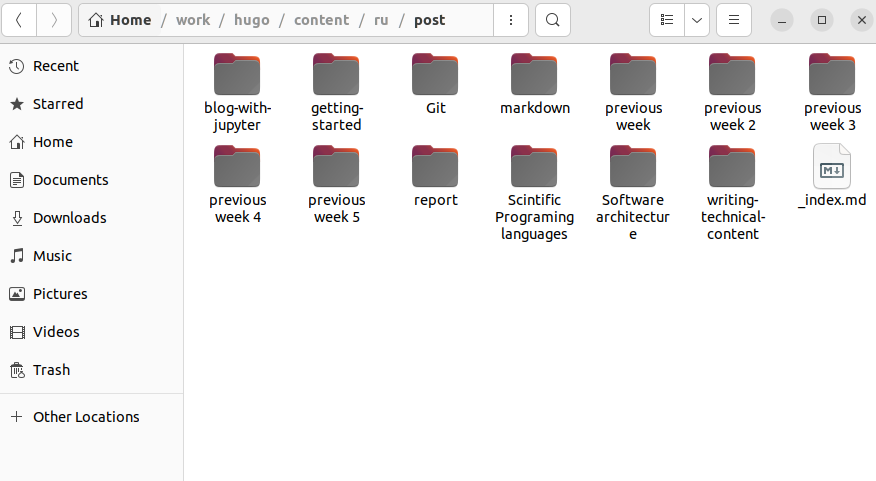 Home / work / hugo / content / ru / post
Recent
Starred
Home
Documents
Downloads
Music
Pictures
Videos
Trash
Other Locations
blog-with-
jupyter
getting-
started
Git
markdown
previous
week
previous
week 2
previous
week 3
previous
week 4
previous
week 5
report
Scintific
Programing
languages
Software
architectur
e
writing-
technical-
content
_index.md